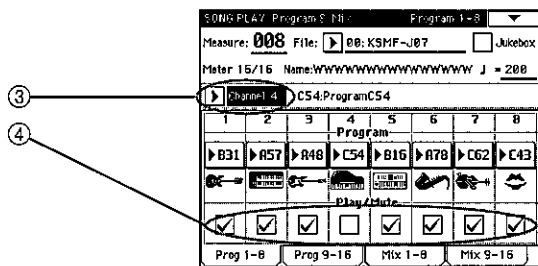 SONG PLAY Program & Mix Program 1-8
Measure: 008 File: 00: KSMF-J07 Jukebox
Meter 16/16 Name:WWWWWWWWWWWWWWWW ♩ = 200
③ Channel 4 C54:ProgramC54
1 2 3 4 5 6 7 8
Program
B31 A57 A48 C54 B16 A78 C62 C43
④ Play/Mute
Prog 1-8 Prog 9-16 Mix 1-8 Mix 9-16